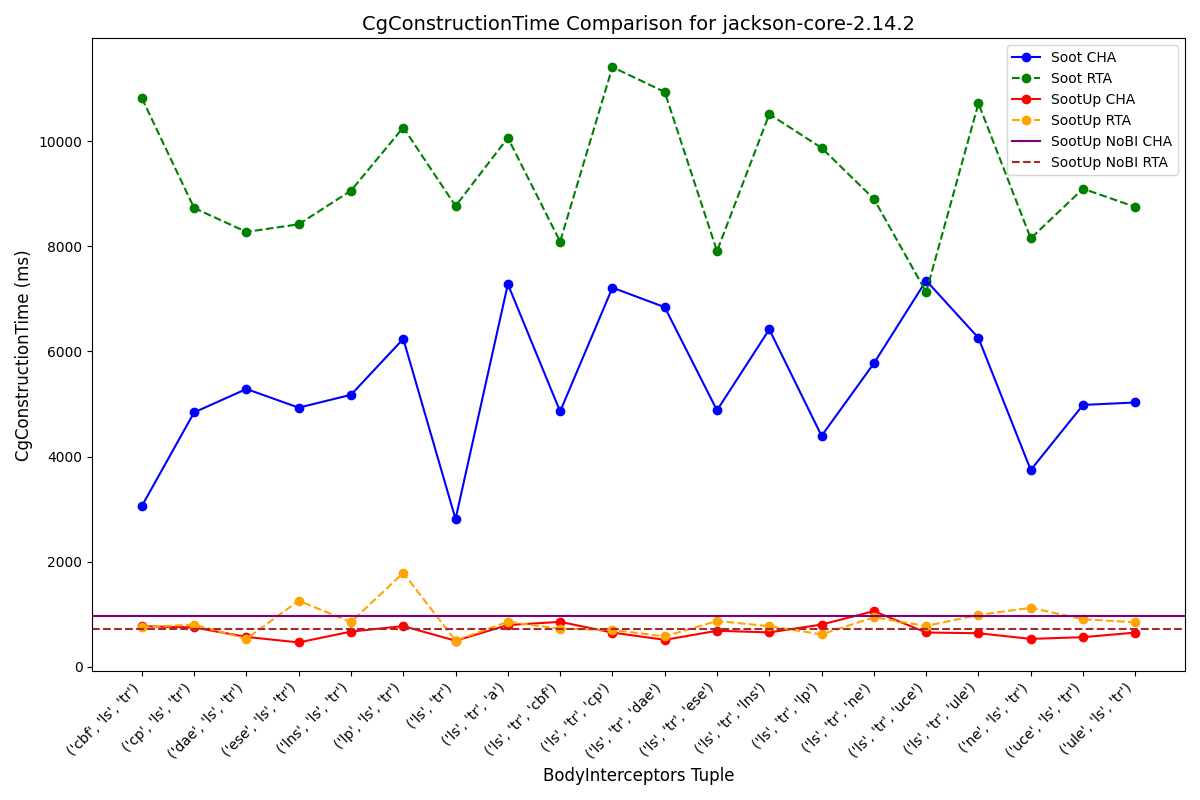 CgConstructionTime Comparison for jackson-core-2.14.2
Soot CHA
Soot RTA
SootUp CHA
SootUp RTA
SootUp NoBI CHA
SootUp NoBI RTA
CgConstructionTime (ms)
10000
8000
6000
4000
2000
0
('cbf', 'ls', 'tr')
('cp', 'ls', 'tr')
('dae', 'ls', 'tr')
('ese', 'ls', 'tr')
('lns', 'ls', 'tr')
('lp', 'ls', 'tr')
('ls', 'tr')
('ls', 'tr', 'a')
('ls', 'tr', 'cbf')
('ls', 'tr', 'cp')
('ls', 'tr', 'dae')
('ls', 'tr', 'ese')
('ls', 'tr', 'lns')
('ls', 'tr', 'lp')
('ls', 'tr', 'ne')
('ls', 'tr', 'uce')
('ls', 'tr', 'ule')
('ne', 'ls', 'tr')
('uce', 'ls', 'tr')
('ule', 'ls', 'tr')
BodyInterceptors Tuple